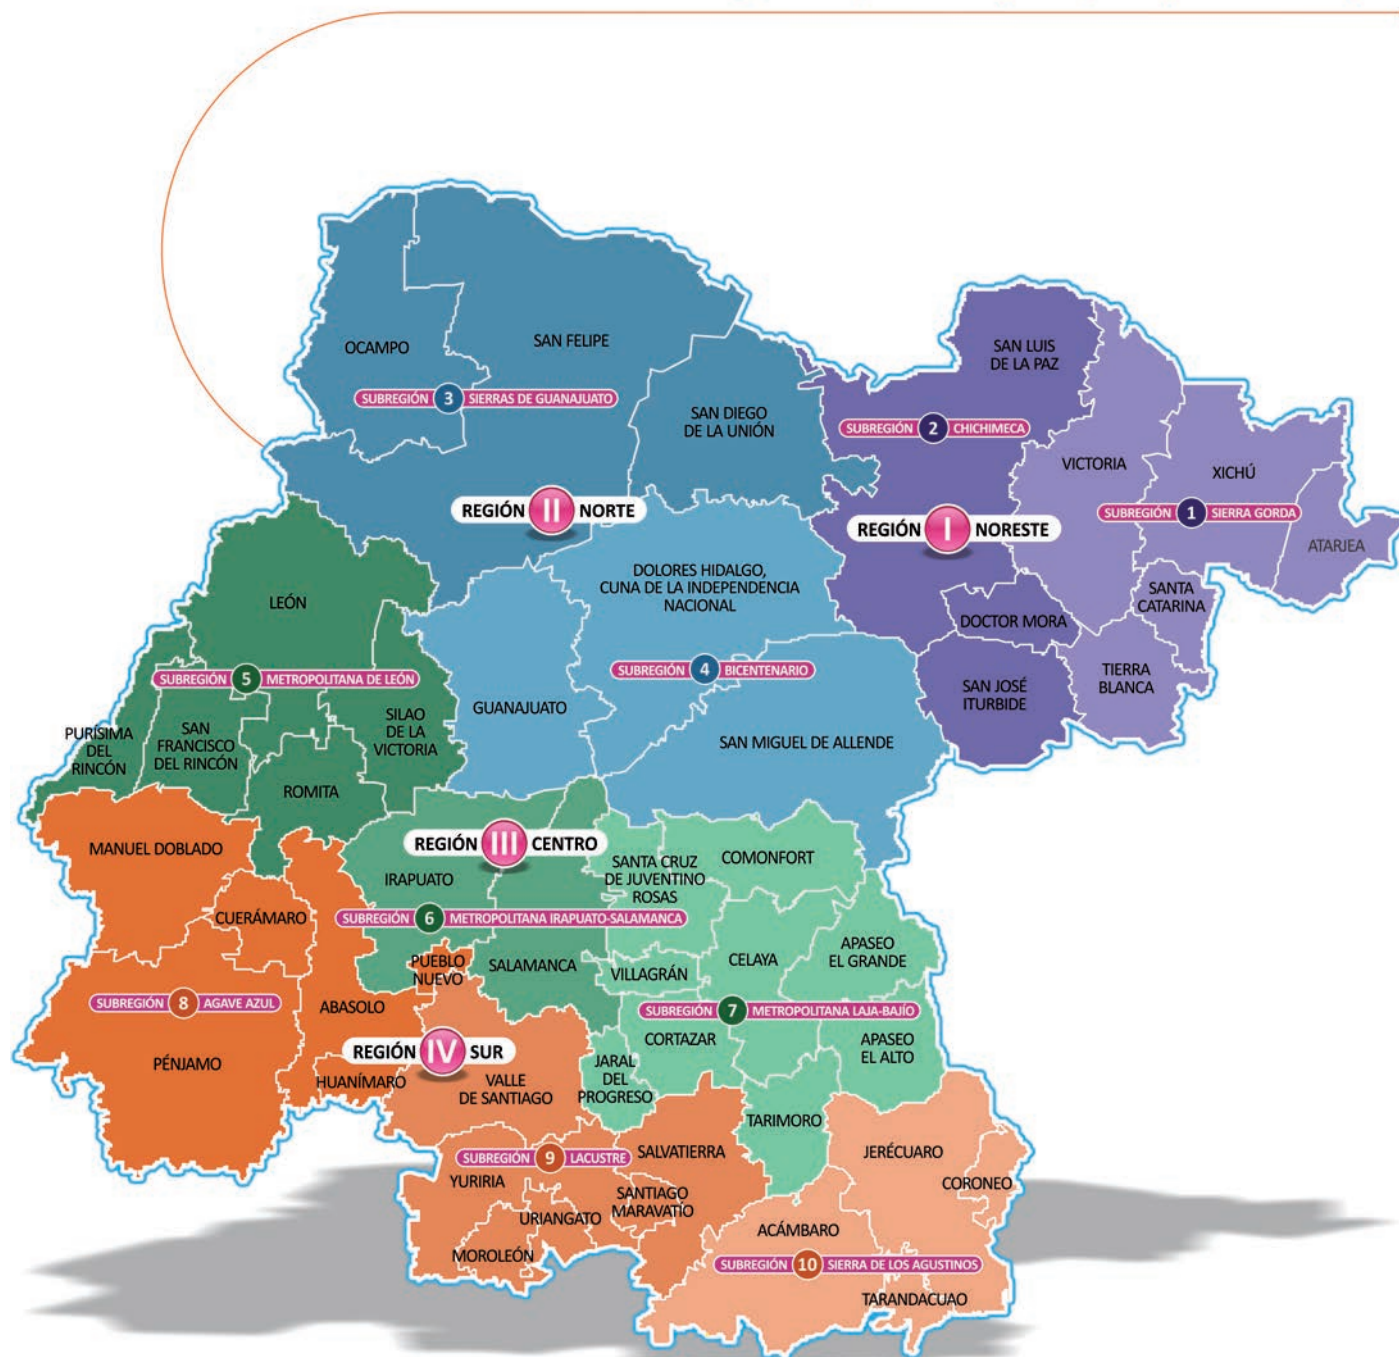 OCAMPO
SAN FELIPE
SAN LUIS
DE LA PAZ
SUBREGIÓN 3 SIERRAS DE GUANAJUATO
SAN DIEGO
DE LA UNIÓN
SUBREGIÓN 2 CHICHIMECA
VICTORIA
XICHÚ
REGIÓN II NORTE
REGIÓN I NORESTE
SUBREGIÓN 1 SIERRA GORDA
ATARJEA
DOLORES HIDALGO,
CUNA DE LA INDEPENDENCIA
NACIONAL
SANTA
CATARINA
LEÓN
DOCTOR MORA
SUBREGIÓN 5 METROPOLITANA DE LEÓN
SUBREGIÓN 4 BICENTENARIO
TIERRA
BLANCA
SAN JOSÉ
ITURBIDE
GUANAJUATO
SILAO
DE LA
VICTORIA
PURÍSIMA
DEL
RINCÓN
SAN
FRANCISCO
DEL RINCÓN
SAN MIGUEL DE ALLENDE
ROMITA
MANUEL DOBLADO
REGIÓN III CENTRO
IRAPUATO
SANTA CRUZ
DE JUVENTINO
ROSAS
COMONFORT
CUERÁMARO
SUBREGIÓN 6 METROPOLITANA IRAPUATO-SALAMANCA
PUEBLO
NUEVO
SALAMANCA
VILLAGRÁN
CELAYA
APASEO
EL GRANDE
SUBREGIÓN 8 AGAVE AZUL
ABASOLO
SUBREGIÓN 7 METROPOLITANA LAJA-BAJÍO
CORTAZAR
APASEO
EL ALTO
REGIÓN IV SUR
PÉNJAMO
HUANÍMARO
VALLE
DE SANTIAGO
JARAL
DEL
PROGRESO
TARIMORO
SUBREGIÓN 9 LACUSTRE
SALVATIERRA
JERÉCUARO
YURIRIA
CORONEO
SANTIAGO
MARAVATÍO
URIANGATO
ACÁMBARO
MOROLEÓN
SUBREGIÓN 10 SIERRA DE LOS AGUSTINOS
TARANDACUAO